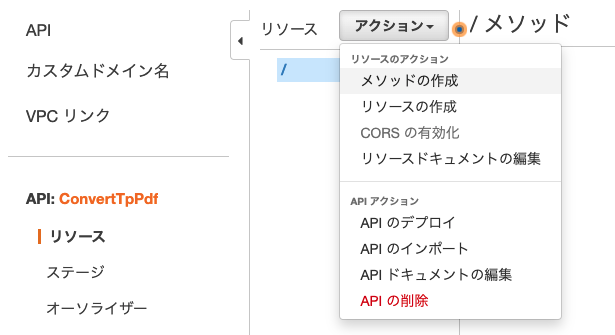 API
カスタムドメイン名
VPC リンク
API: ConvertTpPdf
リソース
ステージ
オーソライザー
リソース
アクション
/ メソッド
/
リソースのアクション
メソッドの作成
リソースの作成
CORS の有効化
リソースドキュメントの編集
API アクション
API のデプロイ
API のインポート
API ドキュメントの編集
API の削除